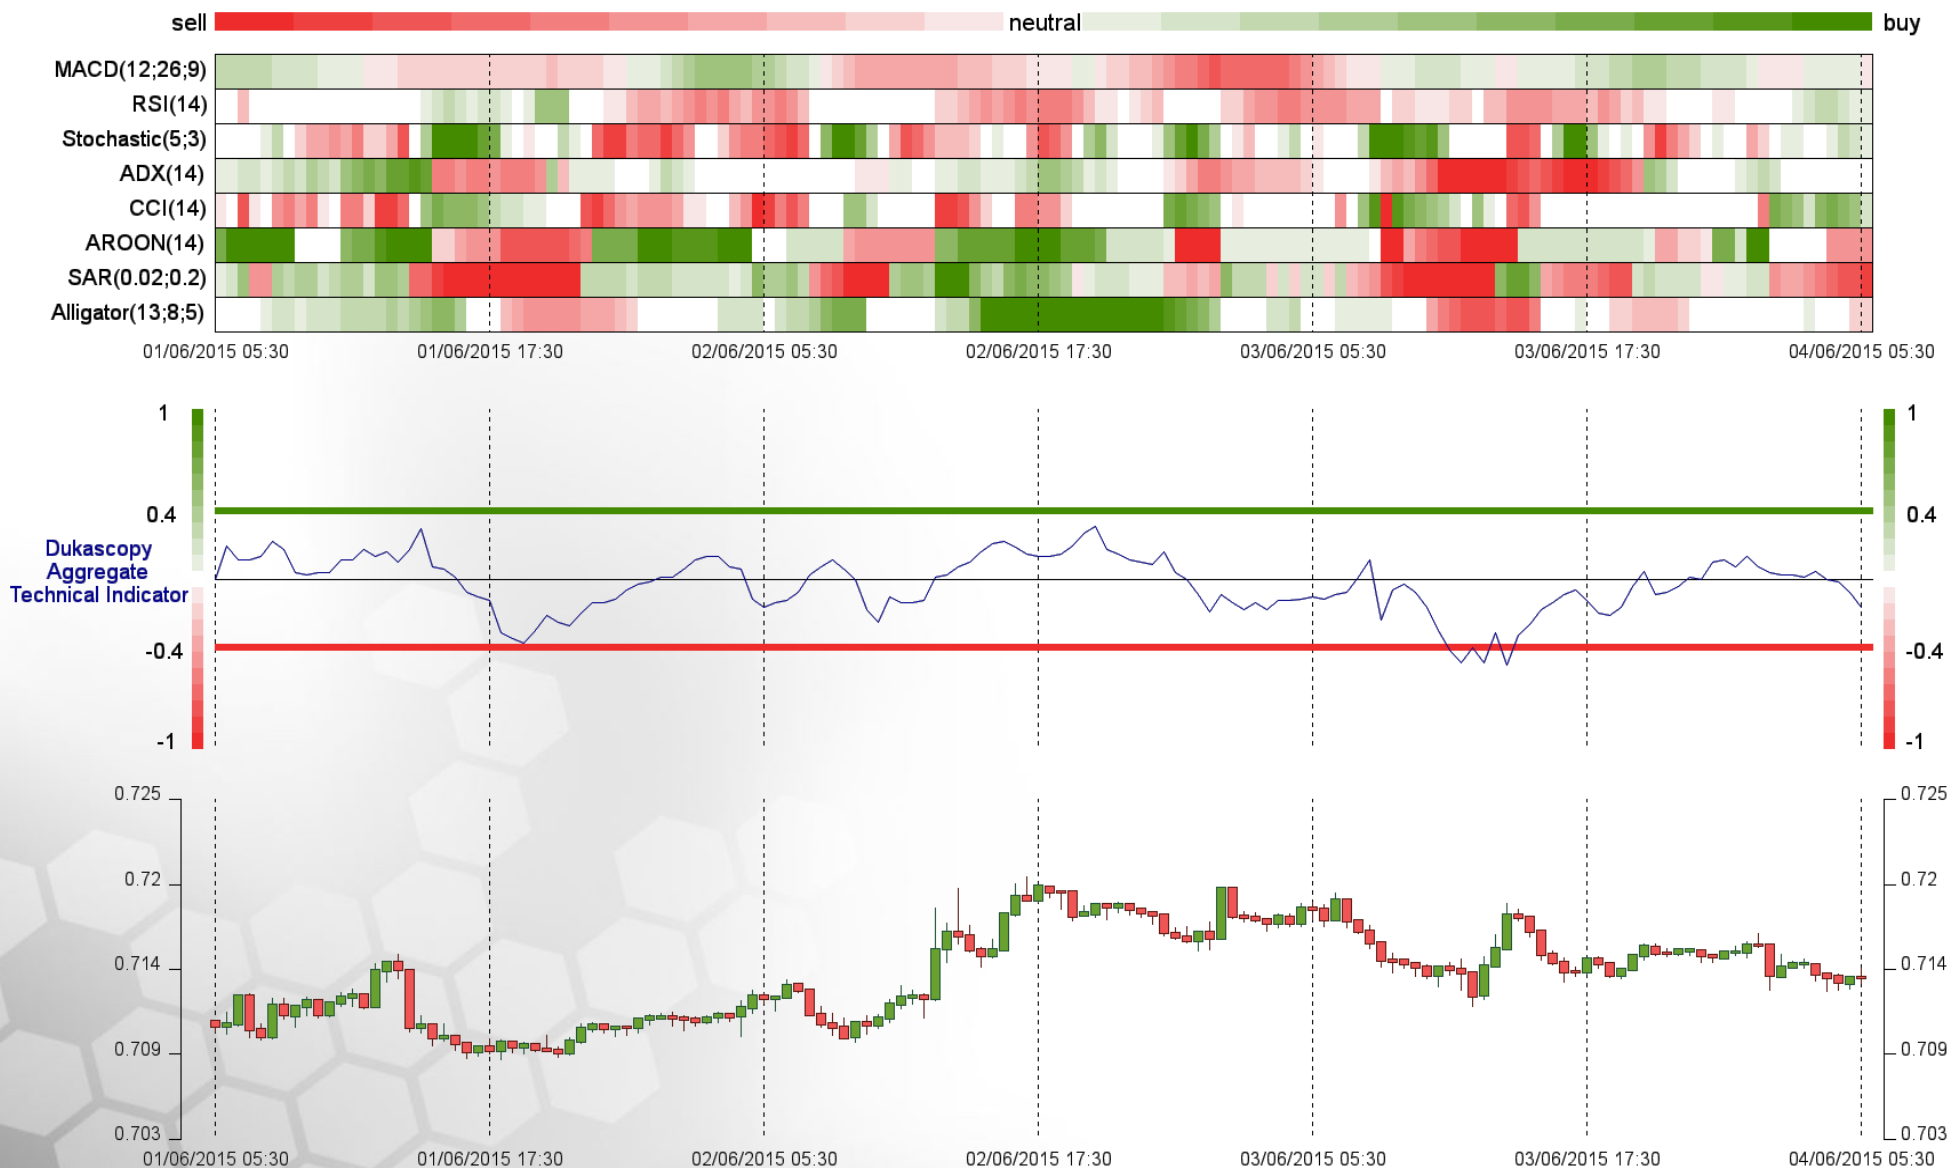 sell neutral buy
MACD(12;26;9)
RSI(14)
Stochastic(5;3)
ADX(14)
CCI(14)
AROON(14)
SAR(0.02;0.2)
Alligator(13;8;5)
01/06/2015 05:30 01/06/2015 17:30 02/06/2015 05:30 02/06/2015 17:30 03/06/2015 05:30 03/06/2015 17:30 04/06/2015 05:30
1 1
0.4 0.4
Dukascopy
Aggregate
Technical Indicator
-0.4 -0.4
-1 -1
0.725 0.725
0.72 0.72
0.714 0.714
0.709 0.709
0.703 0.703
01/06/2015 05:30 01/06/2015 17:30 02/06/2015 05:30 02/06/2015 17:30 03/06/2015 05:30 03/06/2015 17:30 04/06/2015 05:30